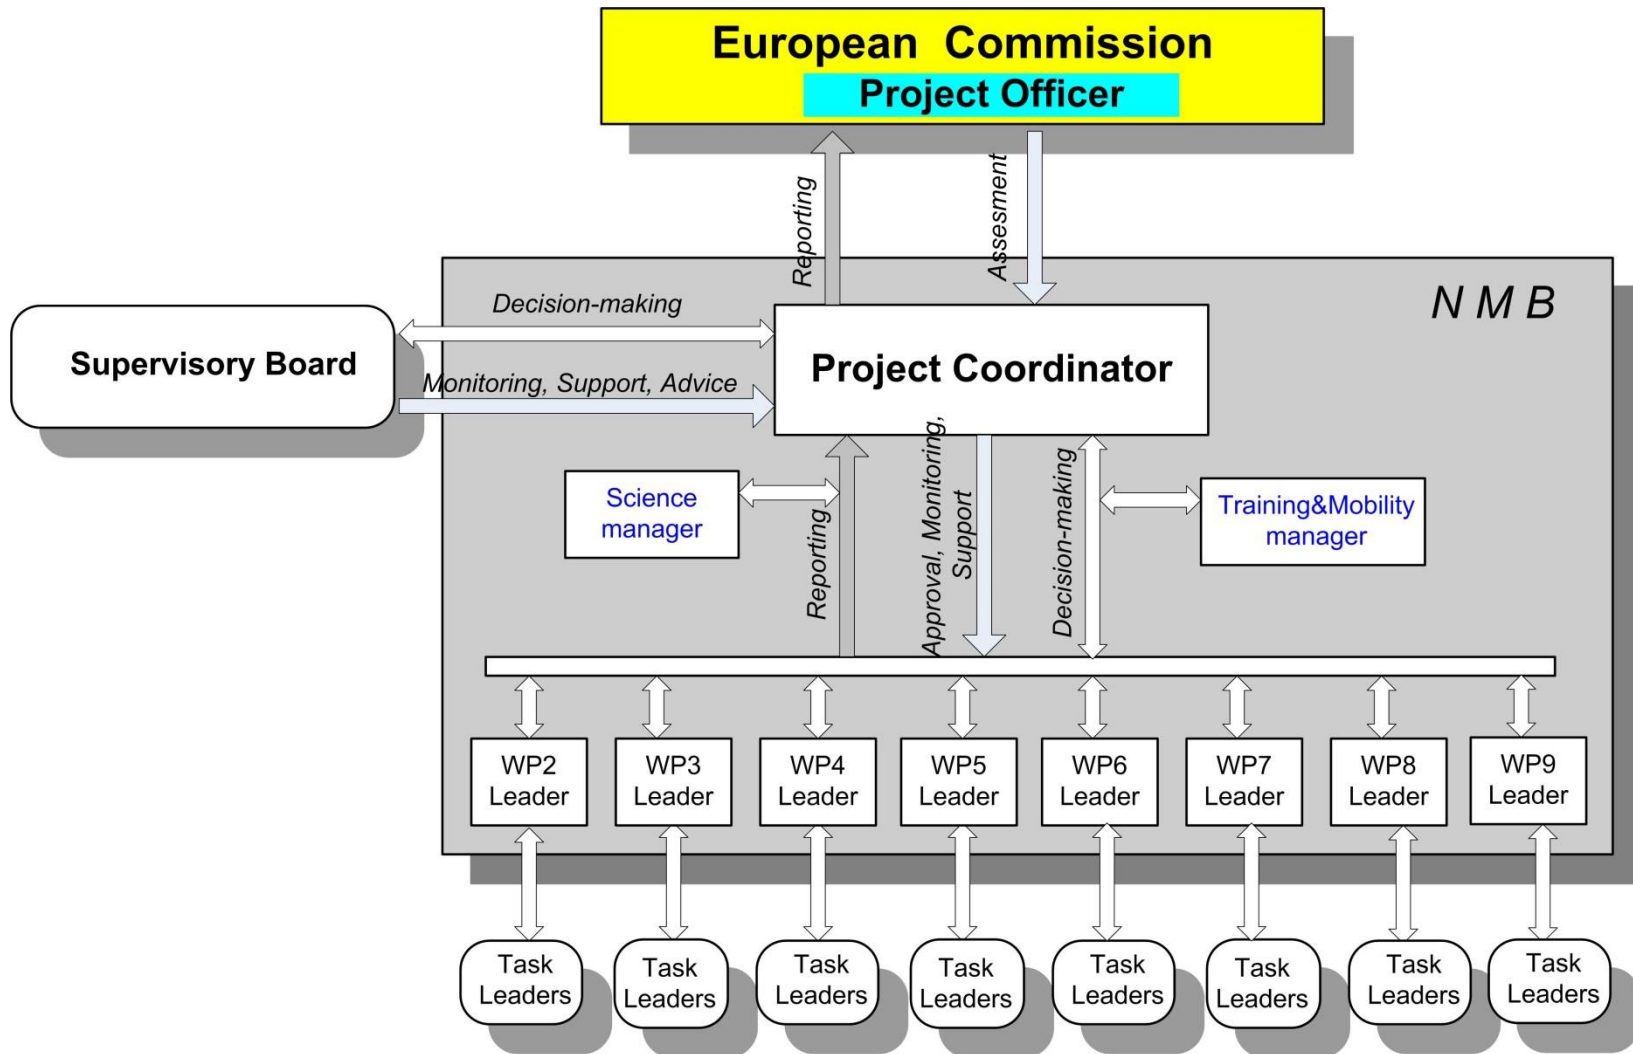 European Commission
Project Officer
Reporting
Assesment
N M B
Decision-making
Supervisory Board
Project Coordinator
Monitoring, Support, Advice
Science
manager
Reporting
Approval, Monitoring,
Support
Decision-making
Training&Mobility
manager
WP2
Leader
WP3
Leader
WP4
Leader
WP5
Leader
WP6
Leader
WP7
Leader
WP8
Leader
WP9
Leader
Task
Leaders
Task
Leaders
Task
Leaders
Task
Leaders
Task
Leaders
Task
Leaders
Task
Leaders
Task
Leaders